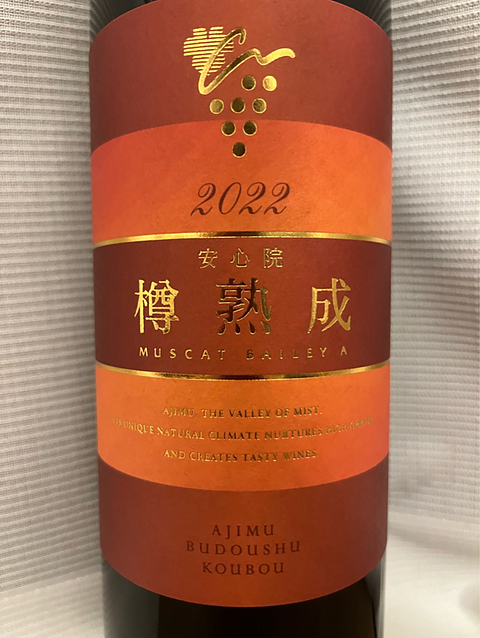 2022
安心院
樽熟成
MUSCAT BAILEY A
AJIMU, THE VALLEY OF MIST.
UNIQUE NATURAL CLIMATE NURTURES
AND CREATES TASTY WINES
AJIMU
BUDOUSHU
KOUBOU